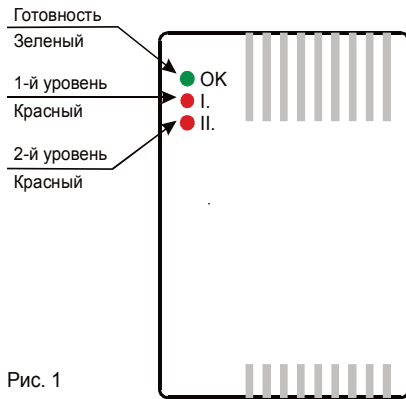 Готовность
Зеленый
OK
1-й уровень
I.
Красный
II.
2-й уровень
Красный
Рис. 1